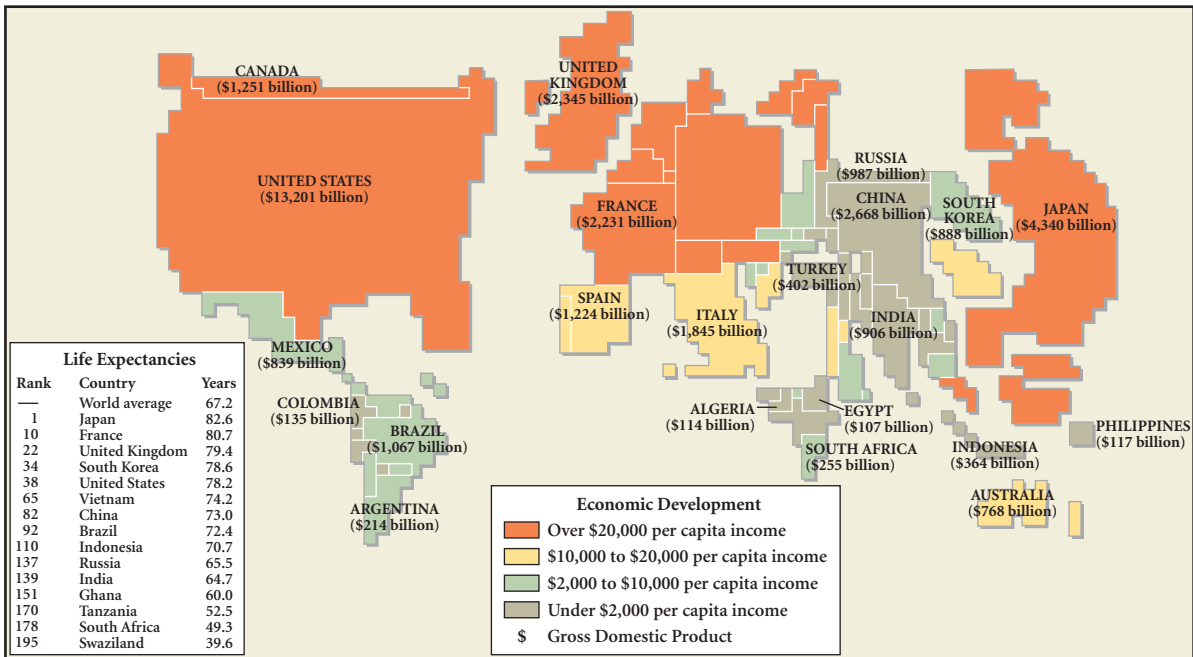 CANADA
($1,251 billion)
UNITED
KINGDOM
($2,345 billion)
UNITED STATES
($13,201 billion)
FRANCE
($2,231 billion)
RUSSIA
($987 billion)
CHINA
($2,668 billion)
SOUTH
KOREA
($888 billion)
JAPAN
($4,340 billion)
TURKEY
($402 billion)
SPAIN
($1,224 billion)
ITALY
($1,845 billion)
INDIA
($906 billion)
MEXICO
($839 billion)
COLOMBIA
($135 billion)
BRAZIL
($1,067 billion)
ARGENTINA
($214 billion)
ALGERIA
($114 billion)
EGYPT
($107 billion)
SOUTH AFRICA
($255 billion)
INDONESIA
($364 billion)
PHILIPPINES
($117 billion)
AUSTRALIA
($768 billion)
Life Expectancies
Rank Country Years
— World average 67.2
1 Japan 82.6
10 France 80.7
22 United Kingdom 79.4
34 South Korea 78.6
38 United States 78.2
65 Vietnam 74.2
82 China 73.0
92 Brazil 72.4
110 Indonesia 70.7
137 Russia 65.5
139 India 64.7
151 Ghana 60.0
170 Tanzania 52.5
178 South Africa 49.3
195 Swaziland 39.6
Economic Development
Over $20,000 per capita income
$10,000 to $20,000 per capita income
$2,000 to $10,000 per capita income
Under $2,000 per capita income
$ Gross Domestic Product